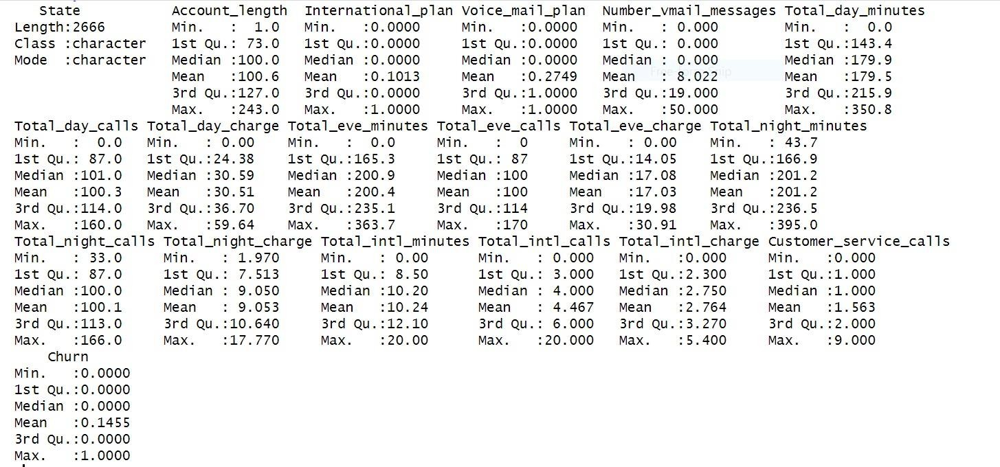 State           Account_length  International_plan Voice_mail_plan  Number_vmail_messages Total_day_minutes
Length:2666        Min.   :  1.0   Min.   :0.0000     Min.   :0.0000   Min.   : 0.000        Min.   :  0.0
Class :character   1st Qu.: 73.0   1st Qu.:0.0000     1st Qu.:0.0000   1st Qu.: 0.000        1st Qu.:143.4
Mode  :character   Median :100.0   Median :0.0000     Median :0.0000   Median : 0.000        Median :179.9
                   Mean   :100.6   Mean   :0.1013     Mean   :0.2749   Mean   : 8.022        Mean   :179.5
                   3rd Qu.:127.0   3rd Qu.:0.0000     3rd Qu.:1.0000   3rd Qu.:19.000        3rd Qu.:215.9
                   Max.   :243.0   Max.   :1.0000     Max.   :1.0000   Max.   :50.000        Max.   :350.8
Total_day_calls Total_day_charge Total_eve_minutes Total_eve_calls Total_eve_charge Total_night_minutes
Min.   :  0.0   Min.   : 0.00    Min.   :  0.0     Min.   :  0     Min.   : 0.00    Min.   : 43.7
1st Qu.: 87.0   1st Qu.:24.38    1st Qu.:165.3     1st Qu.: 87     1st Qu.:14.05    1st Qu.:166.9
Median :101.0   Median :30.59    Median :200.9     Median :100     Median :17.08    Median :201.2
Mean   :100.3   Mean   :30.51    Mean   :200.4     Mean   :100     Mean   :17.03    Mean   :201.2
3rd Qu.:114.0   3rd Qu.:36.70    3rd Qu.:235.1     3rd Qu.:114     3rd Qu.:19.98    3rd Qu.:236.5
Max.   :160.0   Max.   :59.64    Max.   :363.7     Max.   :170     Max.   :30.91    Max.   :395.0
Total_night_calls Total_night_charge Total_intl_minutes Total_intl_calls Total_intl_charge Customer_service_calls
Min.   : 33.0     Min.   : 1.970     Min.   : 0.00      Min.   : 0.000   Min.   :0.000     Min.   :0.000
1st Qu.: 87.0     1st Qu.: 7.513     1st Qu.: 8.50      1st Qu.: 3.000   1st Qu.:2.300     1st Qu.:1.000
Median :100.0     Median : 9.050     Median :10.20      Median : 4.000   Median :2.750     Median :1.000
Mean   :100.1     Mean   : 9.053     Mean   :10.24      Mean   : 4.467   Mean   :2.764     Mean   :1.563
3rd Qu.:113.0     3rd Qu.:10.640     3rd Qu.:12.10      3rd Qu.: 6.000   3rd Qu.:3.270     3rd Qu.:2.000
Max.   :166.0     Max.   :17.770     Max.   :20.00      Max.   :20.000   Max.   :5.400     Max.   :9.000
    Churn
Min.   :0.0000
1st Qu.:0.0000
Median :0.0000
Mean   :0.1455
3rd Qu.:0.0000
Max.   :1.0000